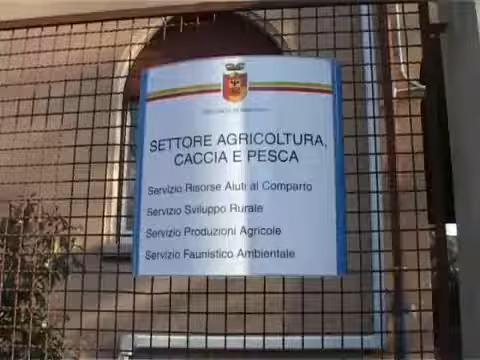 SETTORE AGRICOLTURA,
CACCIA E PESCA
Servizio Risorse Aiuti al Comparto
Servizio Sviluppo Rurale
Servizio Produzioni Agricole
Servizio Faunistico Ambientale